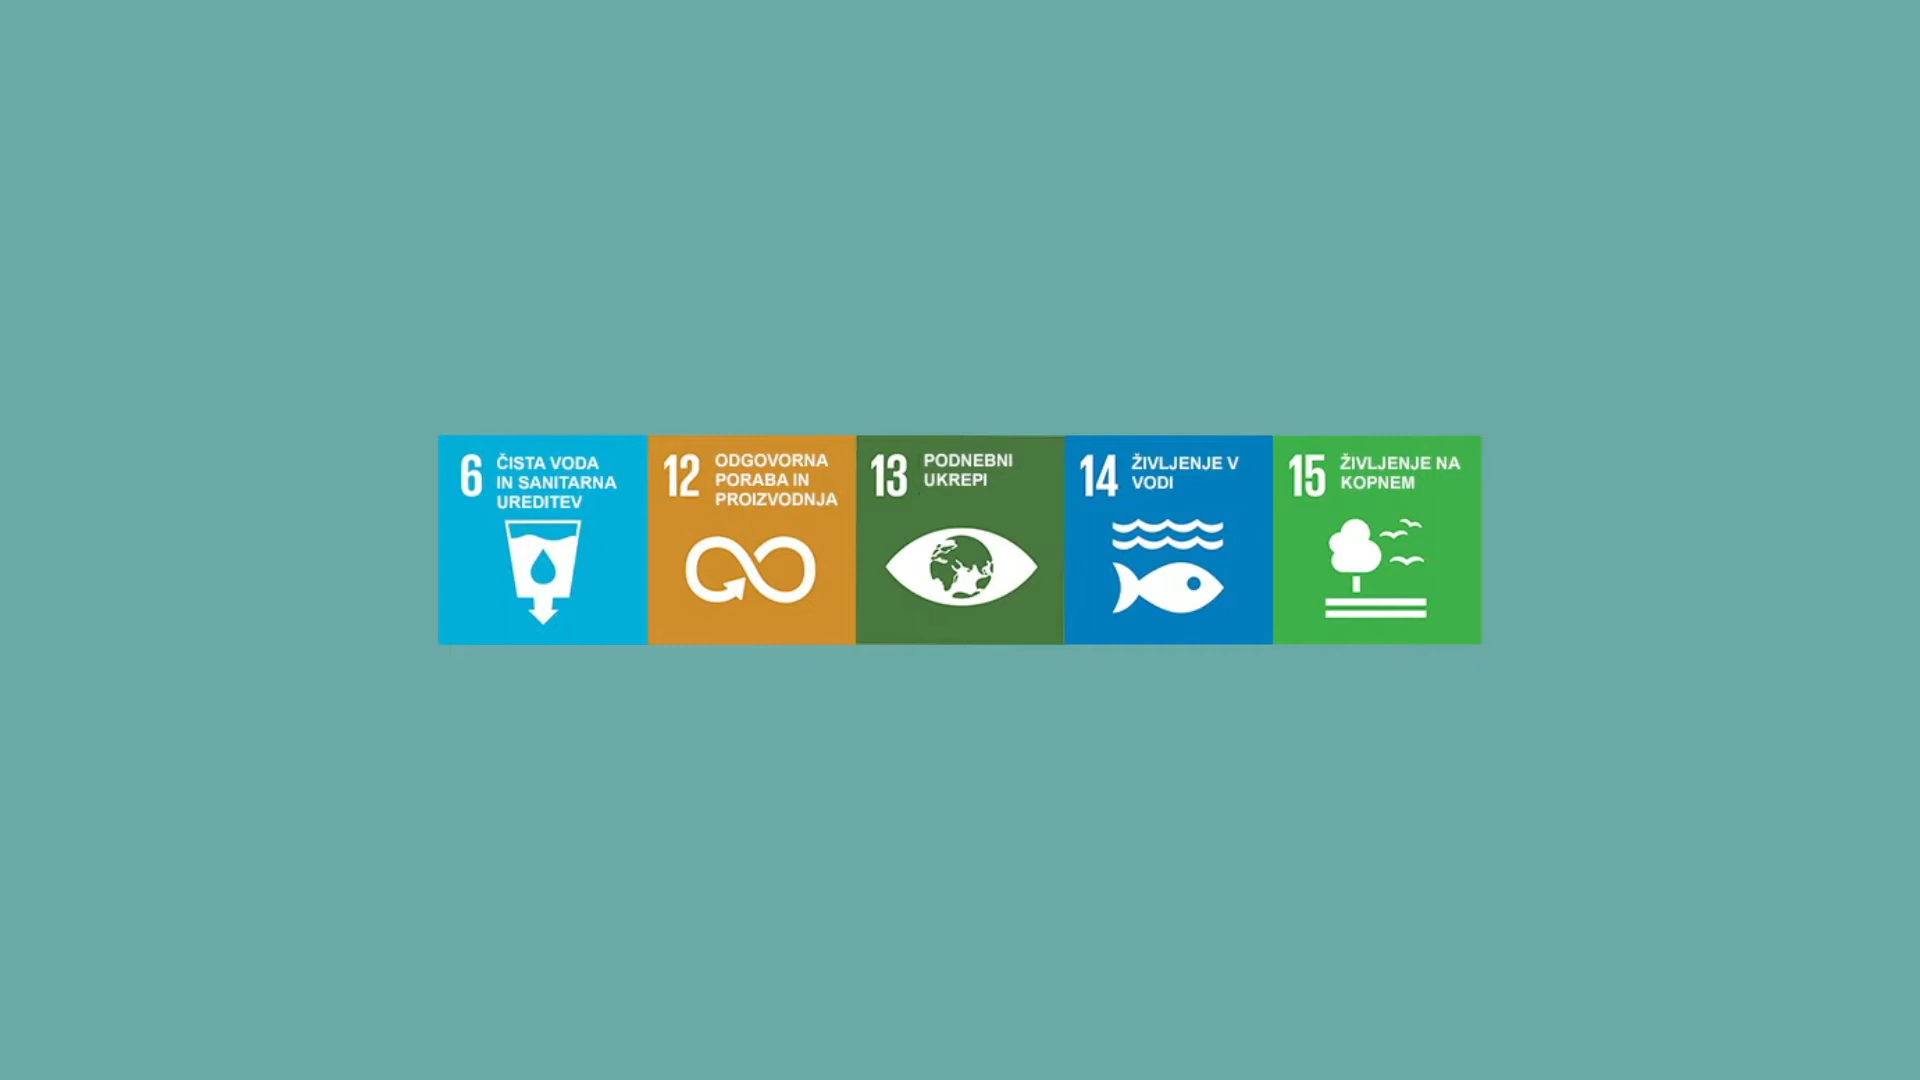 6
ČISTA VODA
IN SANITARNA
UREDITEV
12
ODGOVORNA
PORABA IN
PROIZVODNJA
13
PODNEBNI
UKREPI
14
ŽIVLJENJE V
VODI
15
ŽIVLJENJE NA
KOPNEM